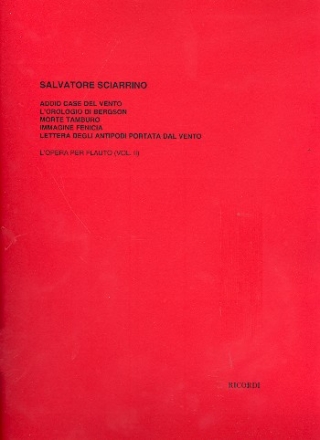 SALVATORE SCIARRINO
ADDIO CASE DEL VENTO
L'OROLOGIO DI BERGSON
MORTE TAMBURO
IMMAGINE FENICIA
LETTERA DEGLI ANTIPODI PORTATA DAL VENTO
L'OPERA PER FLAUTO (VOL. II)
RICORDI